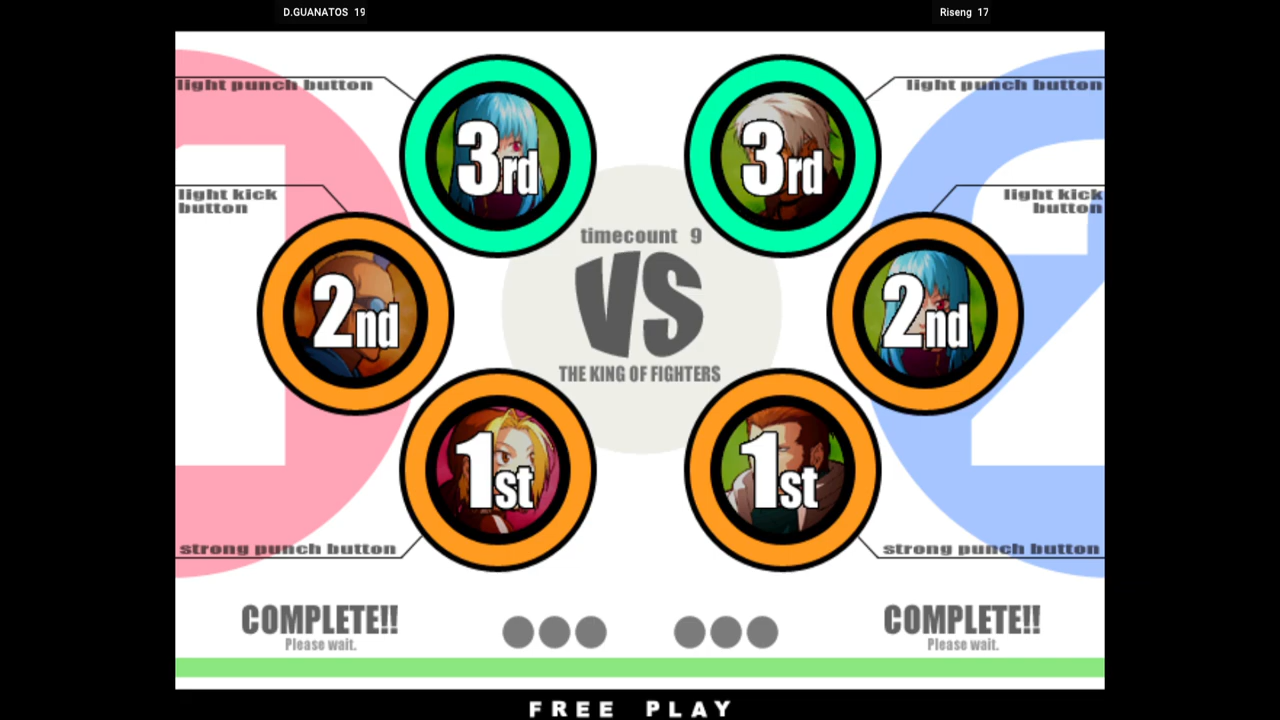 D.GUANATOS 19
Riseng 17
light punch button
light punch button
3rd
3rd
light kick
button
light kick
button
timecount 9
VS
THE KING OF FIGHTERS
2nd
2nd
1st
1st
strong punch button
strong punch button
COMPLETE!!
Please wait.
COMPLETE!!
Please wait.
FREE PLAY
1
2